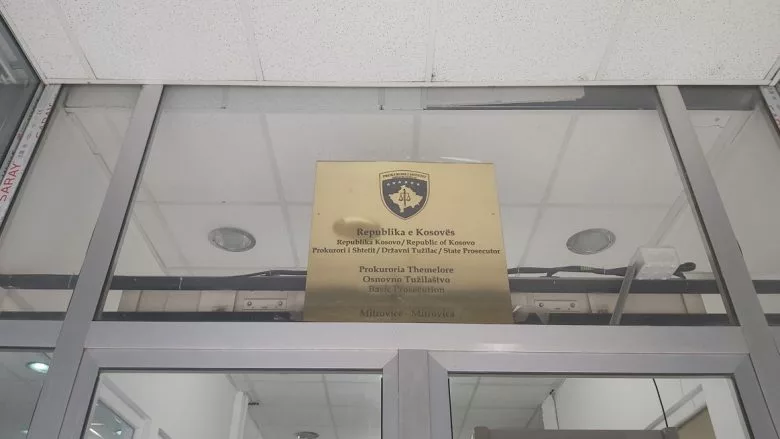 Republika e Kosovës
Republika Kosovo / Republic of Kosovo
Prokurori i Shtetit / Državni Tužilac / State Prosecutor
Prokuroria Themelore
Osnovno Tužilaštvo
Basic Prosecution
Mitrovicë - Mitrovica
SARAY